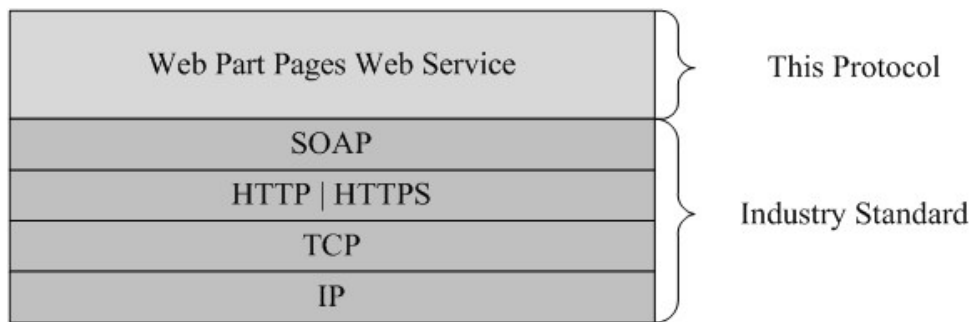 Web Part Pages Web Service
This Protocol
SOAP
HTTP | HTTPS
TCP
IP
Industry Standard